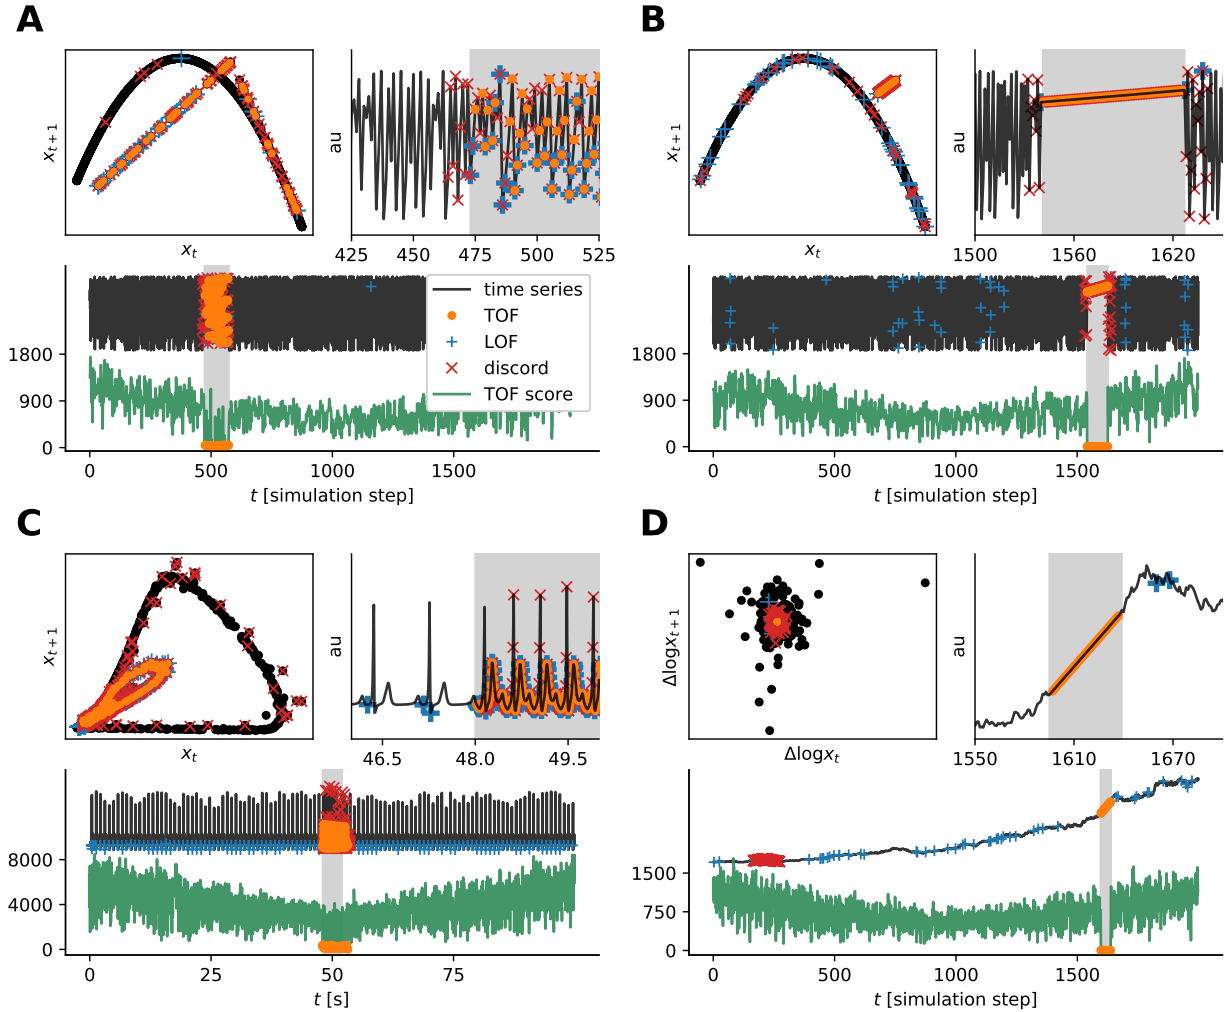 A
x_{t+1}
x_t
au
425 450 475 500 525
1800
900
0
0 500 1000 1500
t [simulation step]
time series
TOF
LOF
discord
TOF score
B
x_{t+1}
x_t
au
1500 1560 1620
1800
900
0
0 500 1000 1500
t [simulation step]
C
x_{t+1}
x_t
au
46.5 48.0 49.5
8000
4000
0
0 25 50 75
t [s]
D
Δlogx_{t+1}
Δlogx_t
au
1550 1610 1670
1500
750
0
0 500 1000 1500
t [simulation step]